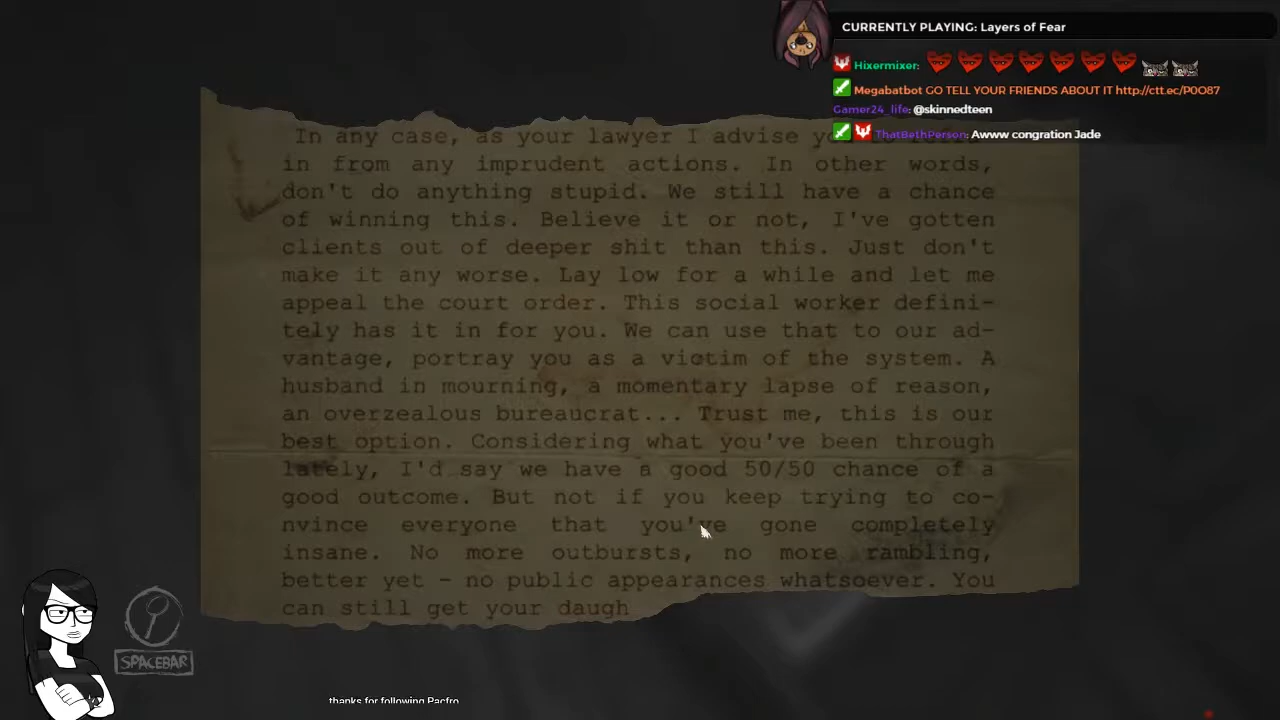 CURRENTLY PLAYING: Layers of Fear
Hixermixer:
Megabatbot GO TELL YOUR FRIENDS ABOUT IT http://ctt.ec/P0O87
Gamer24_life: @skinnedteen
ThatBethPerson: Awww congration Jade
In any case, as your lawyer I advise
in from any imprudent actions. In other words,
don't do anything stupid. We still have a chance
of winning this. Believe it or not, I've gotten
clients out of deeper shit than this. Just don't
make it any worse. Lay low for a while and let me
appeal the court order. This social worker defini-
tely has it in for you. We can use that to our ad-
vantage, portray you as a victim of the system. A
husband in mourning, a momentary lapse of reason,
an overzealous bureaucrat... Trust me, this is our
best option. Considering what you've been through
lately, I'd say we have a good 50/50 chance of a
good outcome. But not if you keep trying to co-
nvince everyone that you've gone completely
insane. No more outbursts, no more rambling,
better yet - no public appearances whatsoever. You
can still get your daugh
SPACEBAR
thanks for following Pacfro